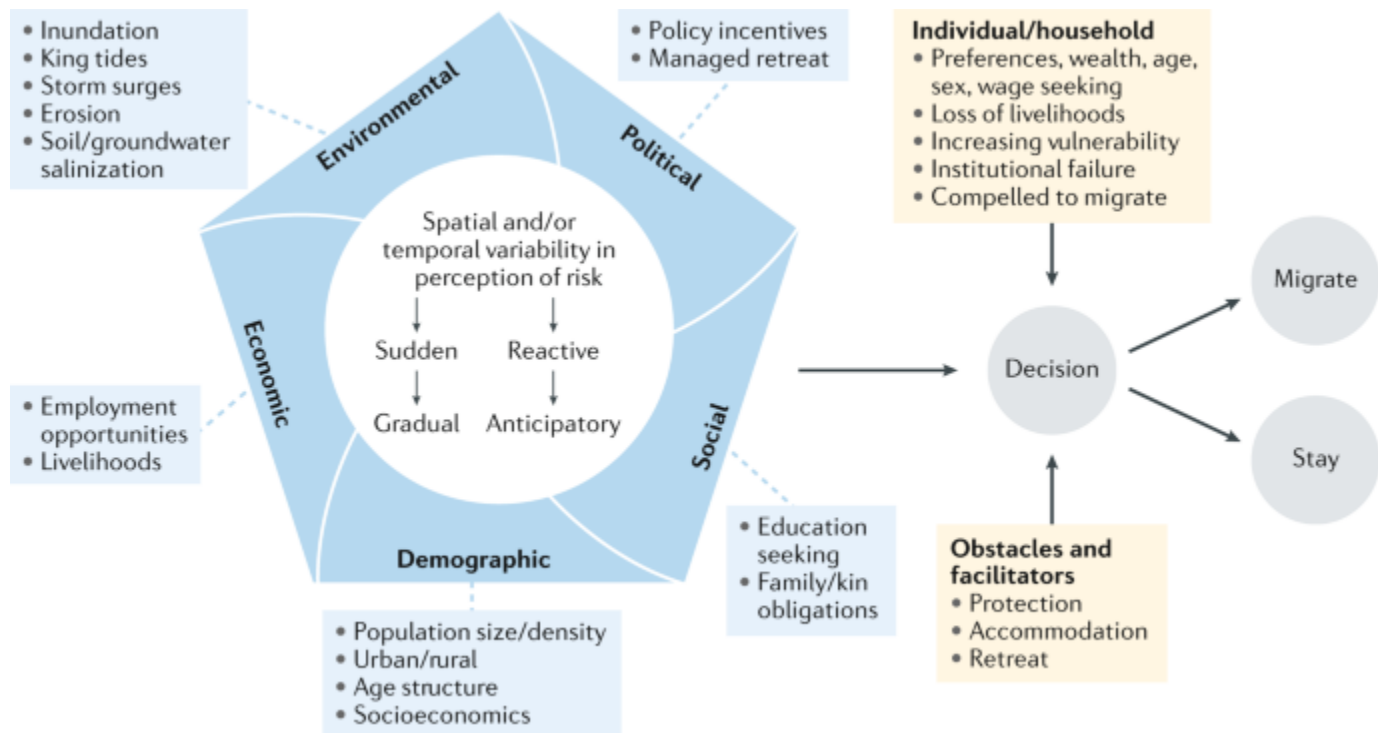 • Inundation
• King tides
• Storm surges
• Erosion
• Soil/groundwater
salinization
Environmental
• Policy incentives
• Managed retreat
Political
Individual/household
• Preferences, wealth, age,
sex, wage seeking
• Loss of livelihoods
• Increasing vulnerability
• Institutional failure
• Compelled to migrate
Spatial and/or
temporal variability in
perception of risk
Sudden
Reactive
Gradual
Anticipatory
Economic
• Employment
opportunities
• Livelihoods
Social
• Education
seeking
• Family/kin
obligations
Demographic
• Population size/density
• Urban/rural
• Age structure
• Socioeconomics
Decision
Migrate
Stay
Obstacles and
facilitators
• Protection
• Accommodation
• Retreat